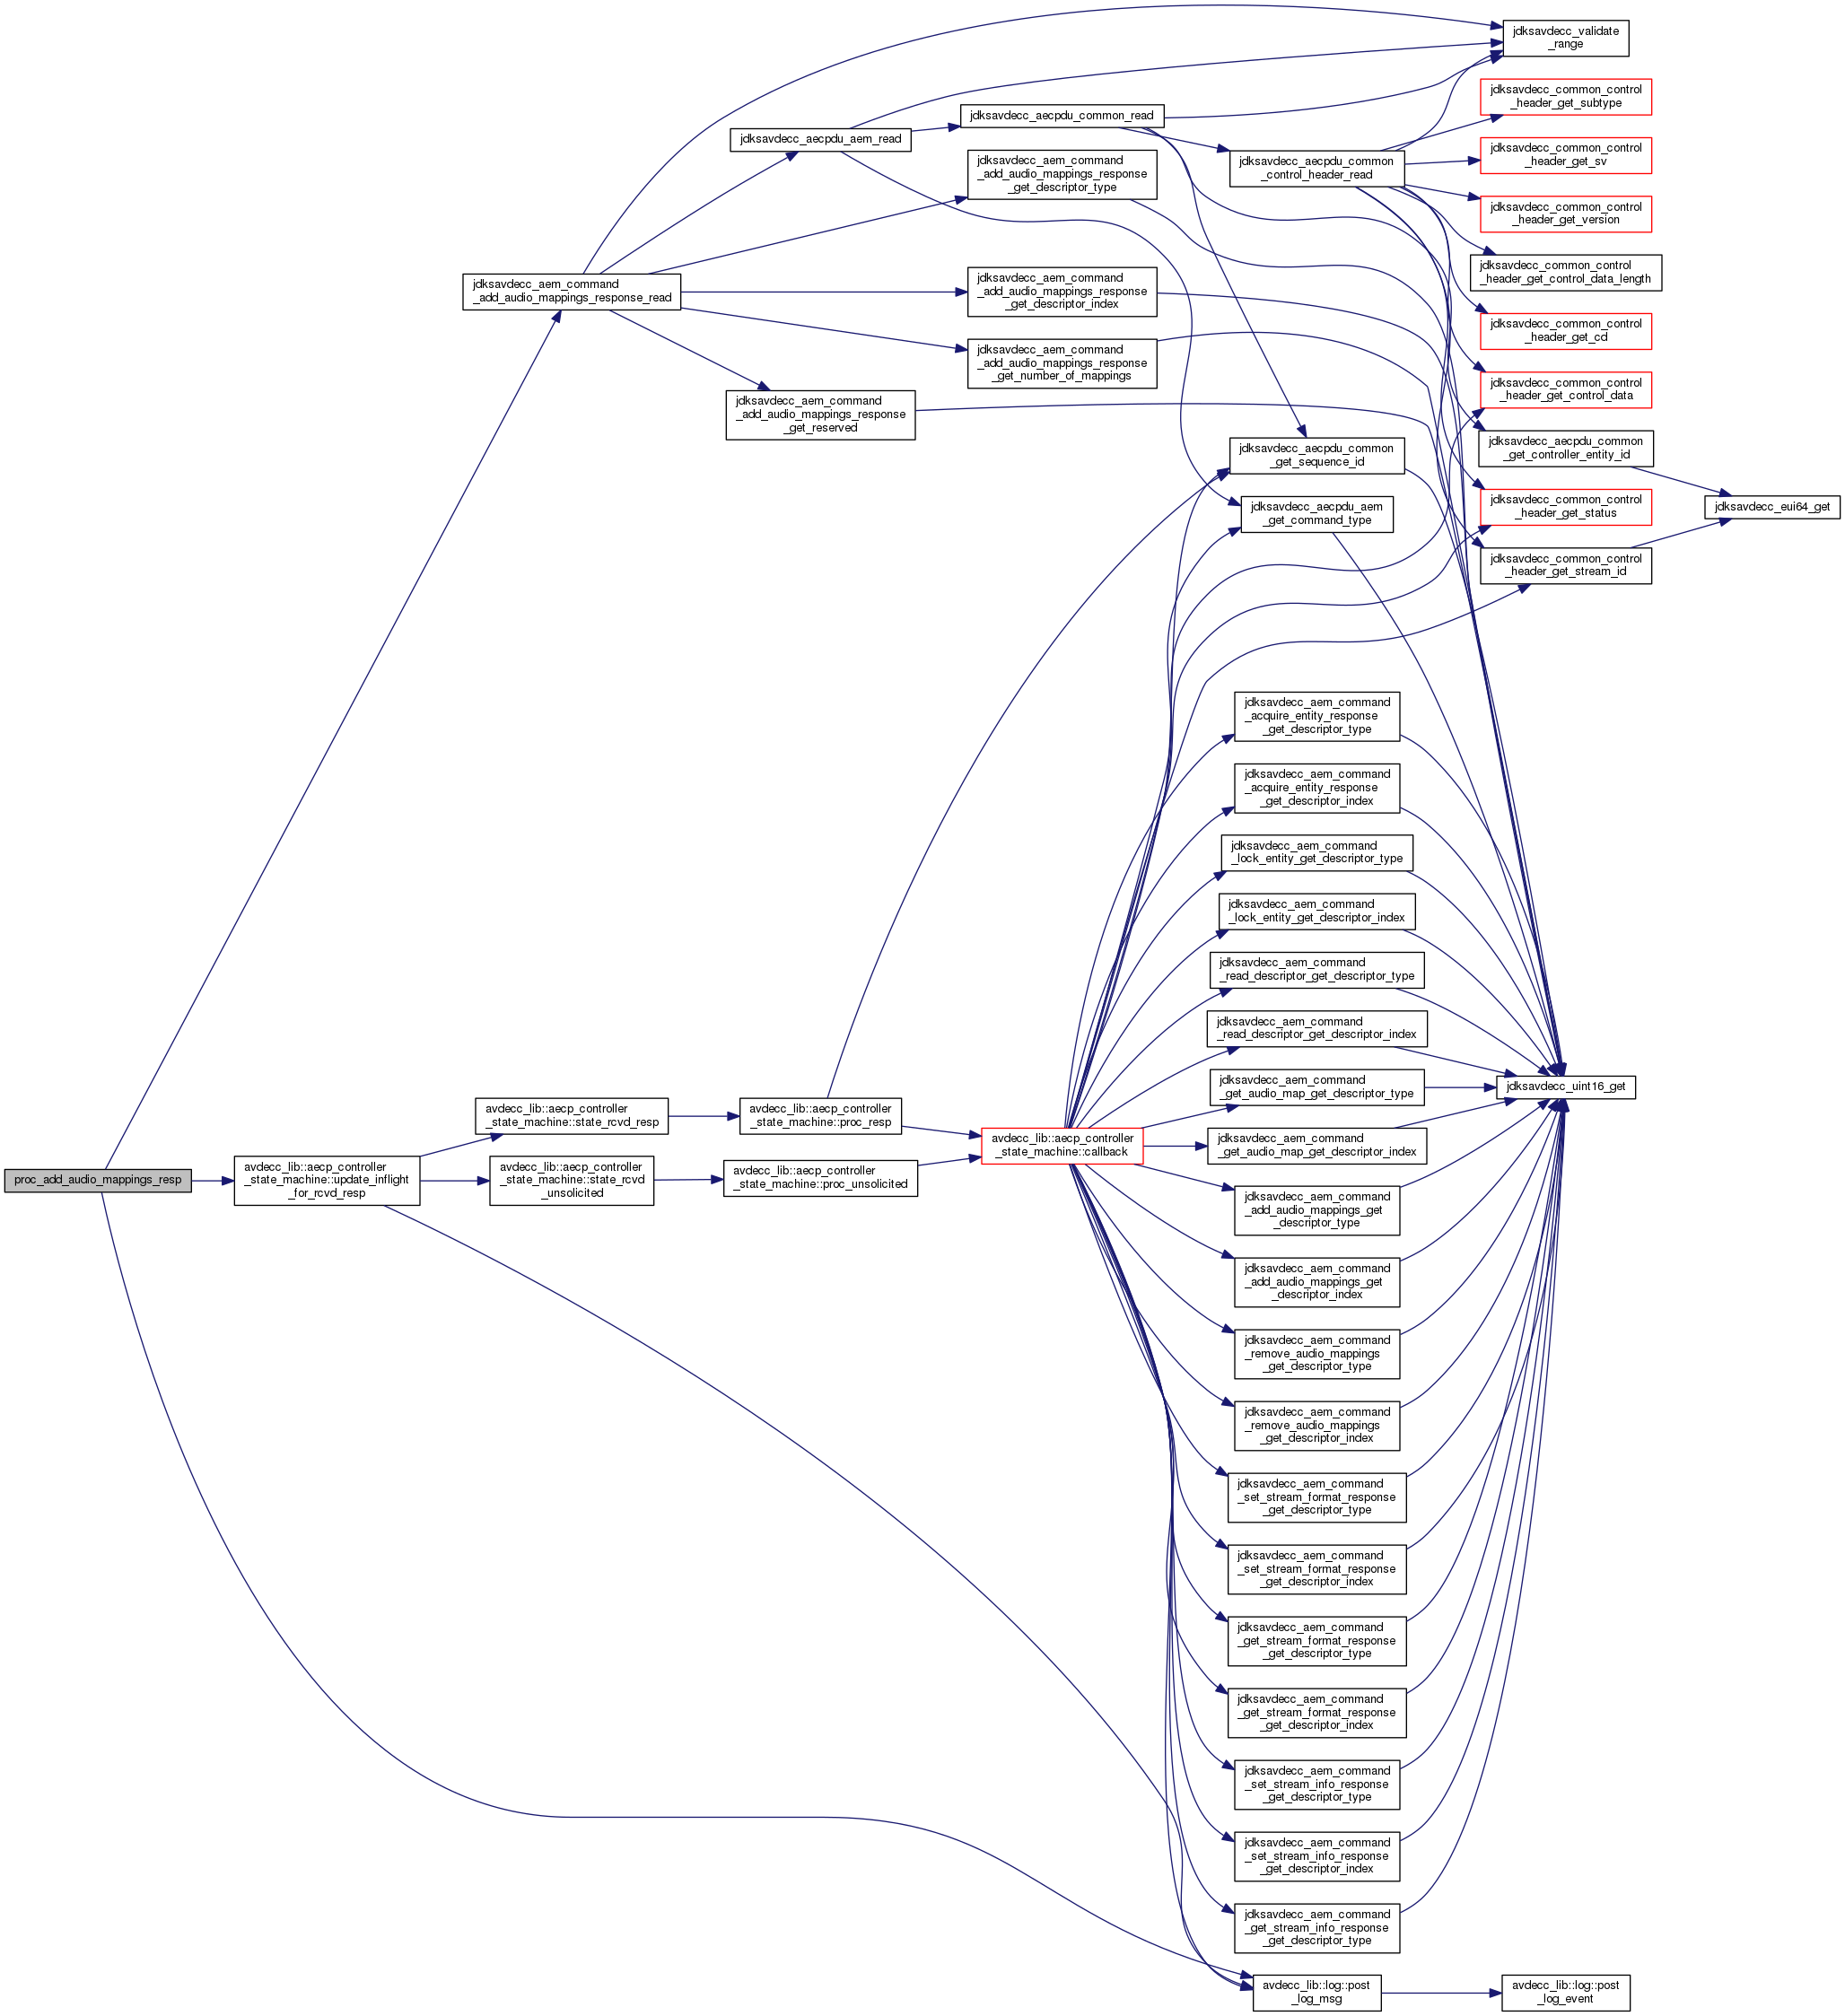 proc_add_audio_mappings_resp
jdksavdecc_aem_command
_add_audio_mappings_response_read
avdecc_lib::aecp_controller
_state_machine::update_inflight
_for_rcvd_resp
avdecc_lib::aecp_controller
_state_machine::state_rcvd_resp
avdecc_lib::aecp_controller
_state_machine::state_rcvd
_unsolicited
jdksavdecc_aecpdu_aem_read
jdksavdecc_aem_command
_add_audio_mappings_response
_get_reserved
avdecc_lib::aecp_controller
_state_machine::proc_resp
avdecc_lib::aecp_controller
_state_machine::proc_unsolicited
jdksavdecc_aecpdu_common_read
jdksavdecc_aem_command
_add_audio_mappings_response
_get_descriptor_type
jdksavdecc_aem_command
_add_audio_mappings_response
_get_descriptor_index
jdksavdecc_aem_command
_add_audio_mappings_response
_get_number_of_mappings
avdecc_lib::aecp_controller
_state_machine::callback
jdksavdecc_aecpdu_common
_control_header_read
jdksavdecc_aecpdu_common
_get_sequence_id
jdksavdecc_aecpdu_aem
_get_command_type
jdksavdecc_aem_command
_acquire_entity_response
_get_descriptor_type
jdksavdecc_aem_command
_acquire_entity_response
_get_descriptor_index
jdksavdecc_aem_command
_lock_entity_get_descriptor_type
jdksavdecc_aem_command
_lock_entity_get_descriptor_index
jdksavdecc_aem_command
_read_descriptor_get_descriptor_type
jdksavdecc_aem_command
_read_descriptor_get_descriptor_index
jdksavdecc_aem_command
_get_audio_map_get_descriptor_type
jdksavdecc_aem_command
_get_audio_map_get_descriptor_index
jdksavdecc_aem_command
_add_audio_mappings_get
_descriptor_type
jdksavdecc_aem_command
_add_audio_mappings_get
_descriptor_index
jdksavdecc_aem_command
_remove_audio_mappings
_get_descriptor_type
jdksavdecc_aem_command
_remove_audio_mappings
_get_descriptor_index
jdksavdecc_aem_command
_set_stream_format_response
_get_descriptor_type
jdksavdecc_aem_command
_set_stream_format_response
_get_descriptor_index
jdksavdecc_aem_command
_get_stream_format_response
_get_descriptor_type
jdksavdecc_aem_command
_get_stream_format_response
_get_descriptor_index
jdksavdecc_aem_command
_set_stream_info_response
_get_descriptor_type
jdksavdecc_aem_command
_set_stream_info_response
_get_descriptor_index
jdksavdecc_aem_command
_get_stream_info_response
_get_descriptor_type
avdecc_lib::log::post
_log_msg
jdksavdecc_validate
_range
jdksavdecc_common_control
_header_get_subtype
jdksavdecc_common_control
_header_get_sv
jdksavdecc_common_control
_header_get_version
jdksavdecc_common_control
_header_get_control_data_length
jdksavdecc_common_control
_header_get_cd
jdksavdecc_common_control
_header_get_control_data
jdksavdecc_aecpdu_common
_get_controller_entity_id
jdksavdecc_common_control
_header_get_status
jdksavdecc_common_control
_header_get_stream_id
jdksavdecc_uint16_get
avdecc_lib::log::post
_log_event
jdksavdecc_eui64_get